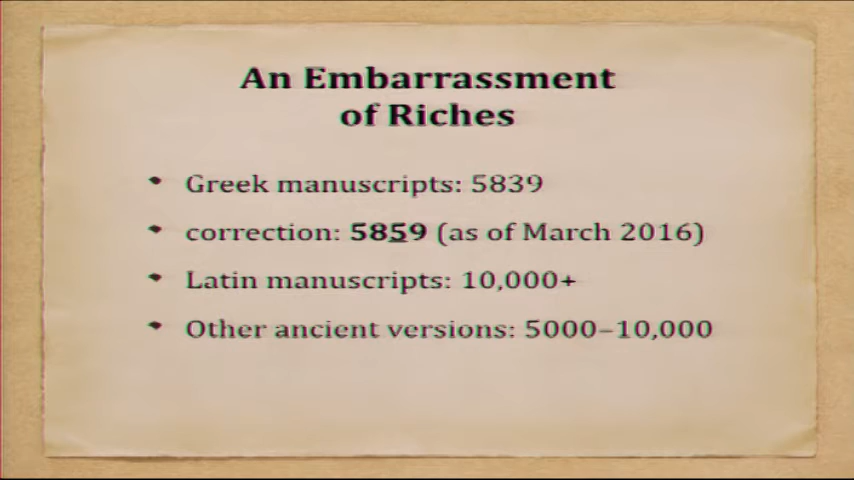 An Embarrassment
of Riches
• Greek manuscripts: 5839
• correction: 5859 (as of March 2016)
• Latin manuscripts: 10,000+
• Other ancient versions: 5000–10,000